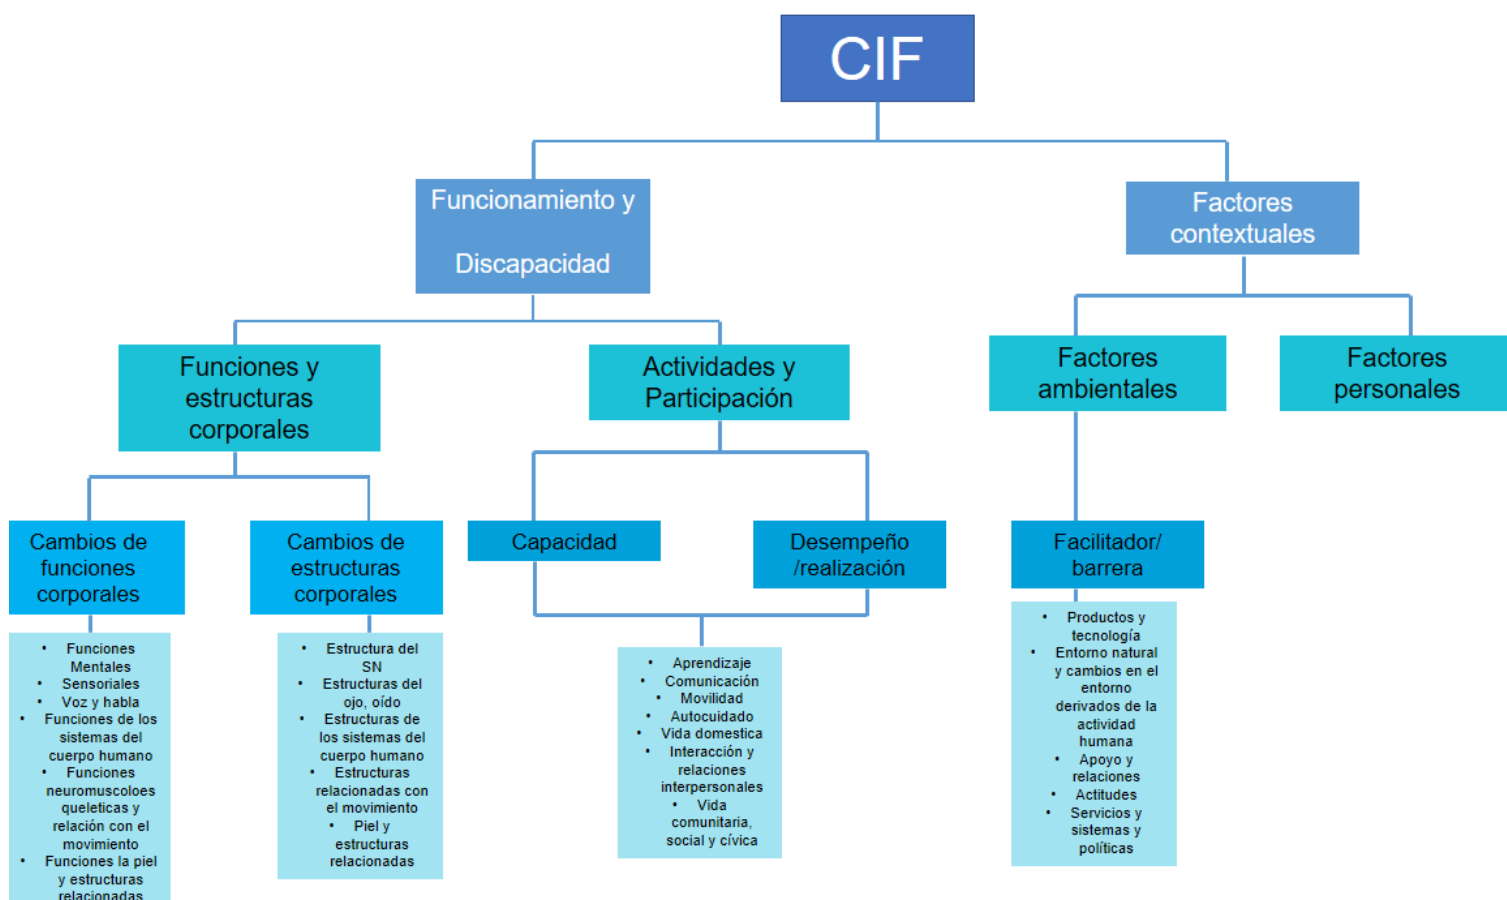 CIF
Funcionamiento y
Discapacidad
Factores
contextuales
Funciones y
estructuras
corporales
Actividades y
Participación
Factores
ambientales
Factores
personales
Cambios de
funciones
corporales
Cambios de
estructuras
corporales
Capacidad
Desempeño
/realización
Facilitador/
barrera
• Funciones
Mentales
• Sensoriales
• Voz y habla
• Funciones de los
sistemas del
cuerpo humano
• Funciones
neuromuscoloes
queleticas y
relación con el
movimiento
• Funciones la piel
y estructuras
relacionadas
• Estructura del
SN
• Estructuras del
ojo, oído
• Estructuras de
los sistemas del
cuerpo humano
• Estructuras
relacionadas con
el movimiento
• Piel y
estructuras
relacionadas
• Aprendizaje
• Comunicación
• Movilidad
• Autocuidado
• Vida domestica
• Interacción y
relaciones
interpersonales
• Vida
comunitaria,
social y cívica
• Productos y
tecnología
• Entorno natural
y cambios en el
entorno
derivados de la
actividad
humana
• Apoyo y
relaciones
• Actitudes
• Servicios y
sistemas y
políticas